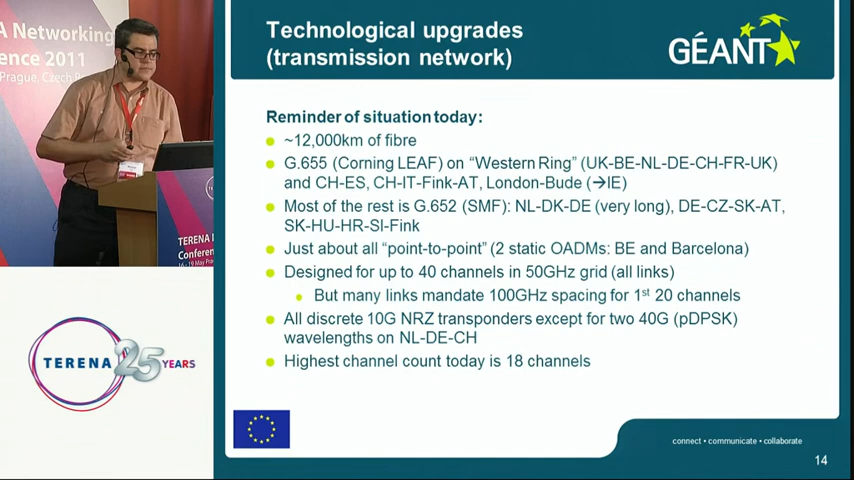 A Networking
ence 2011
Prague, Czech
TERENA
Conference
16 - 19 May
TERENA 25 YEARS
Technological upgrades
(transmission network)
GÉANT
Reminder of situation today:
~12,000km of fibre
G.655 (Corning LEAF) on “Western Ring” (UK-BE-NL-DE-CH-FR-UK)
and CH-ES, CH-IT-Fink-AT, London-Bude (→IE)
Most of the rest is G.652 (SMF): NL-DK-DE (very long), DE-CZ-SK-AT,
SK-HU-HR-SI-Fink
Just about all “point-to-point” (2 static OADMs: BE and Barcelona)
Designed for up to 40 channels in 50GHz grid (all links)
But many links mandate 100GHz spacing for 1st 20 channels
All discrete 10G NRZ transponders except for two 40G (pDPSK)
wavelengths on NL-DE-CH
Highest channel count today is 18 channels
connect • communicate • collaborate
14